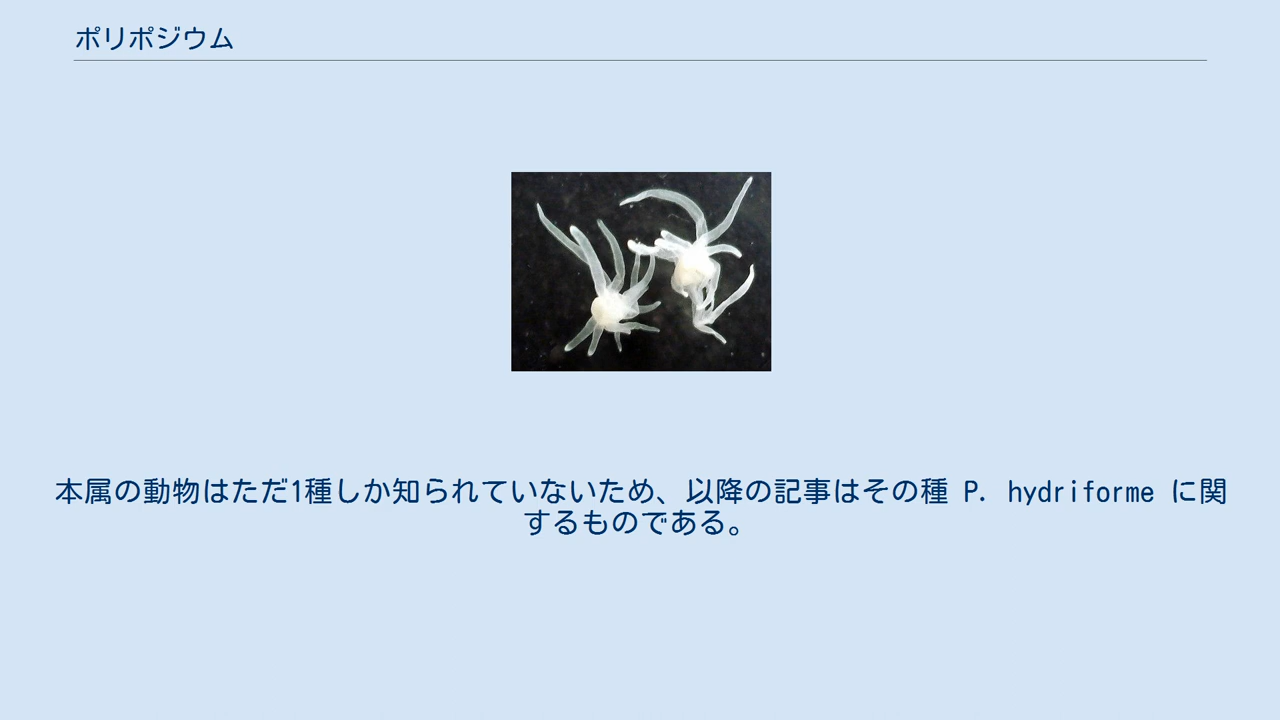 ポリポジウム
本属の動物はただ1種しか知られていないため、以降の記事はその種 P. hydriforme に関
するものである。